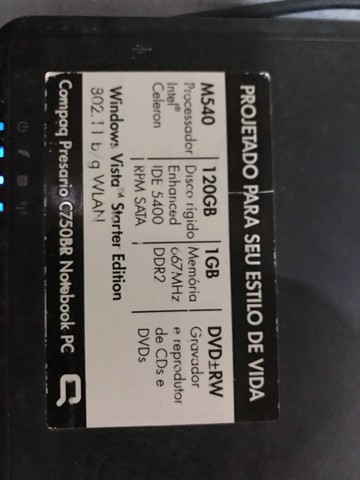 PROJETADO PARA SEU ESTILO DE VIDA
M540
Processador
Intel®
Celeron
120GB
Disco rígido
Enhanced
IDE 5400
RPM SATA
1GB
Memória
667MHz
DDR2
DVD±RW
Gravador
e reprodutor
de CDs e
DVDs
Windows Vista™ Starter Edition
802.11 b/g WLAN
Compaq Presario C750BR Notebook PC